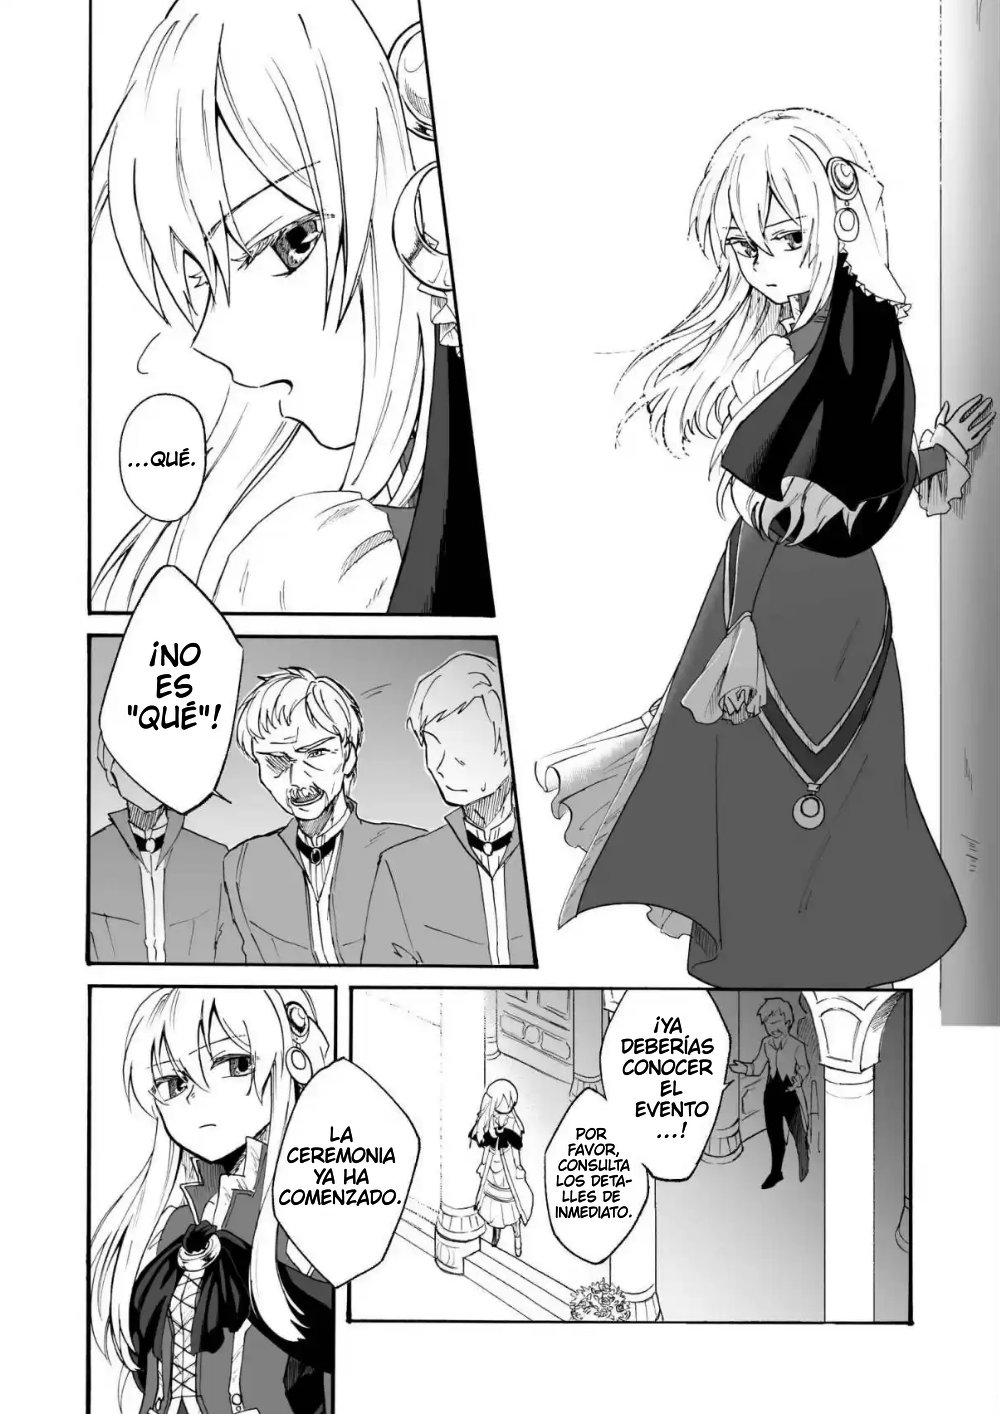 ...QUÉ.
¡NO
ES
"QUÉ"!
¡YA
DEBERÍAS
CONOCER
EL
EVENTO
...!
POR
FAVOR,
CONSULTA
LOS DETA-
LLES DE
INMEDIATO.
LA
CEREMONIA
YA HA
COMENZADO.